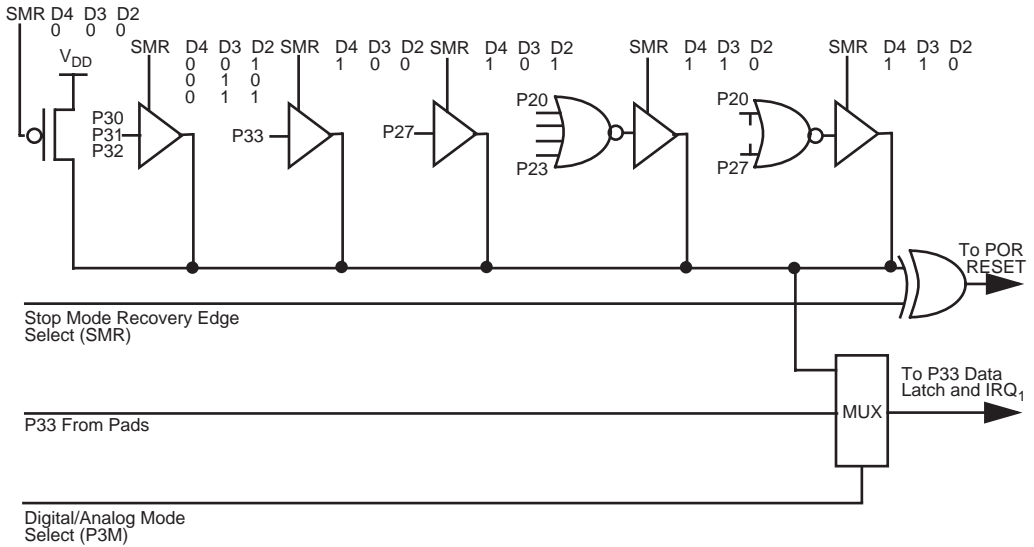 SMR D4 D3 D2
0 0 0
V_DD
SMR D4 D3 D2
0 0 1
0 1 0
0 1 1
SMR D4 D3 D2
1 0 0
SMR D4 D3 D2
1 0 1
SMR D4 D3 D2
1 1 0
SMR D4 D3 D2
1 1 0
P30
P31
P32
P33
P27
P20
P23
P20
P27
To POR
RESET
Stop Mode Recovery Edge
Select (SMR)
To P33 Data
Latch and IRQ₁
MUX
P33 From Pads
Digital/Analog Mode
Select (P3M)